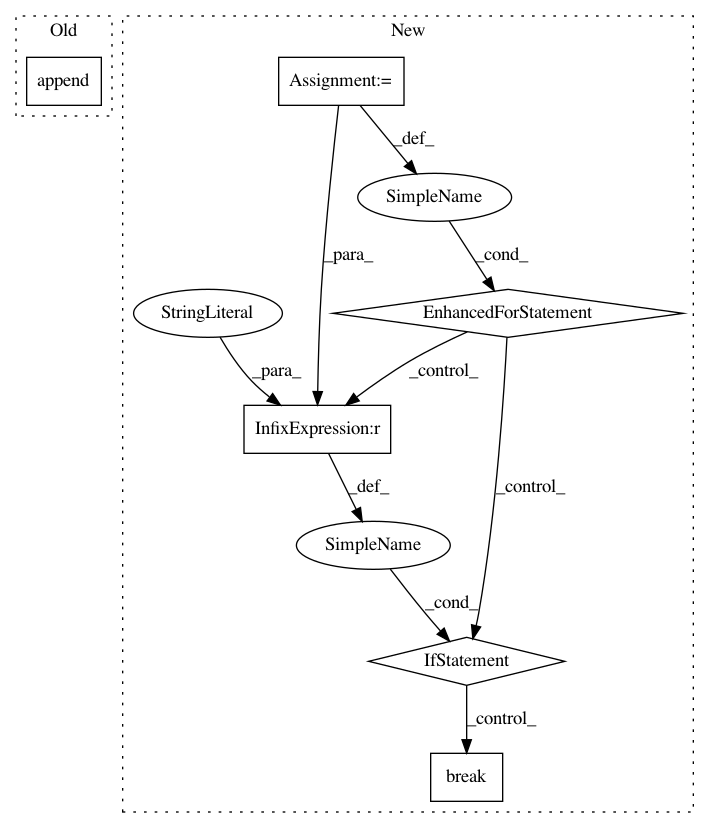 Old
New
append
Assignment:=
_def_
SimpleName
_para_
_cond_
StringLiteral
EnhancedForStatement
_para_
_control_
InfixExpression:r
_def_
_control_
SimpleName
_cond_
IfStatement
_control_
break